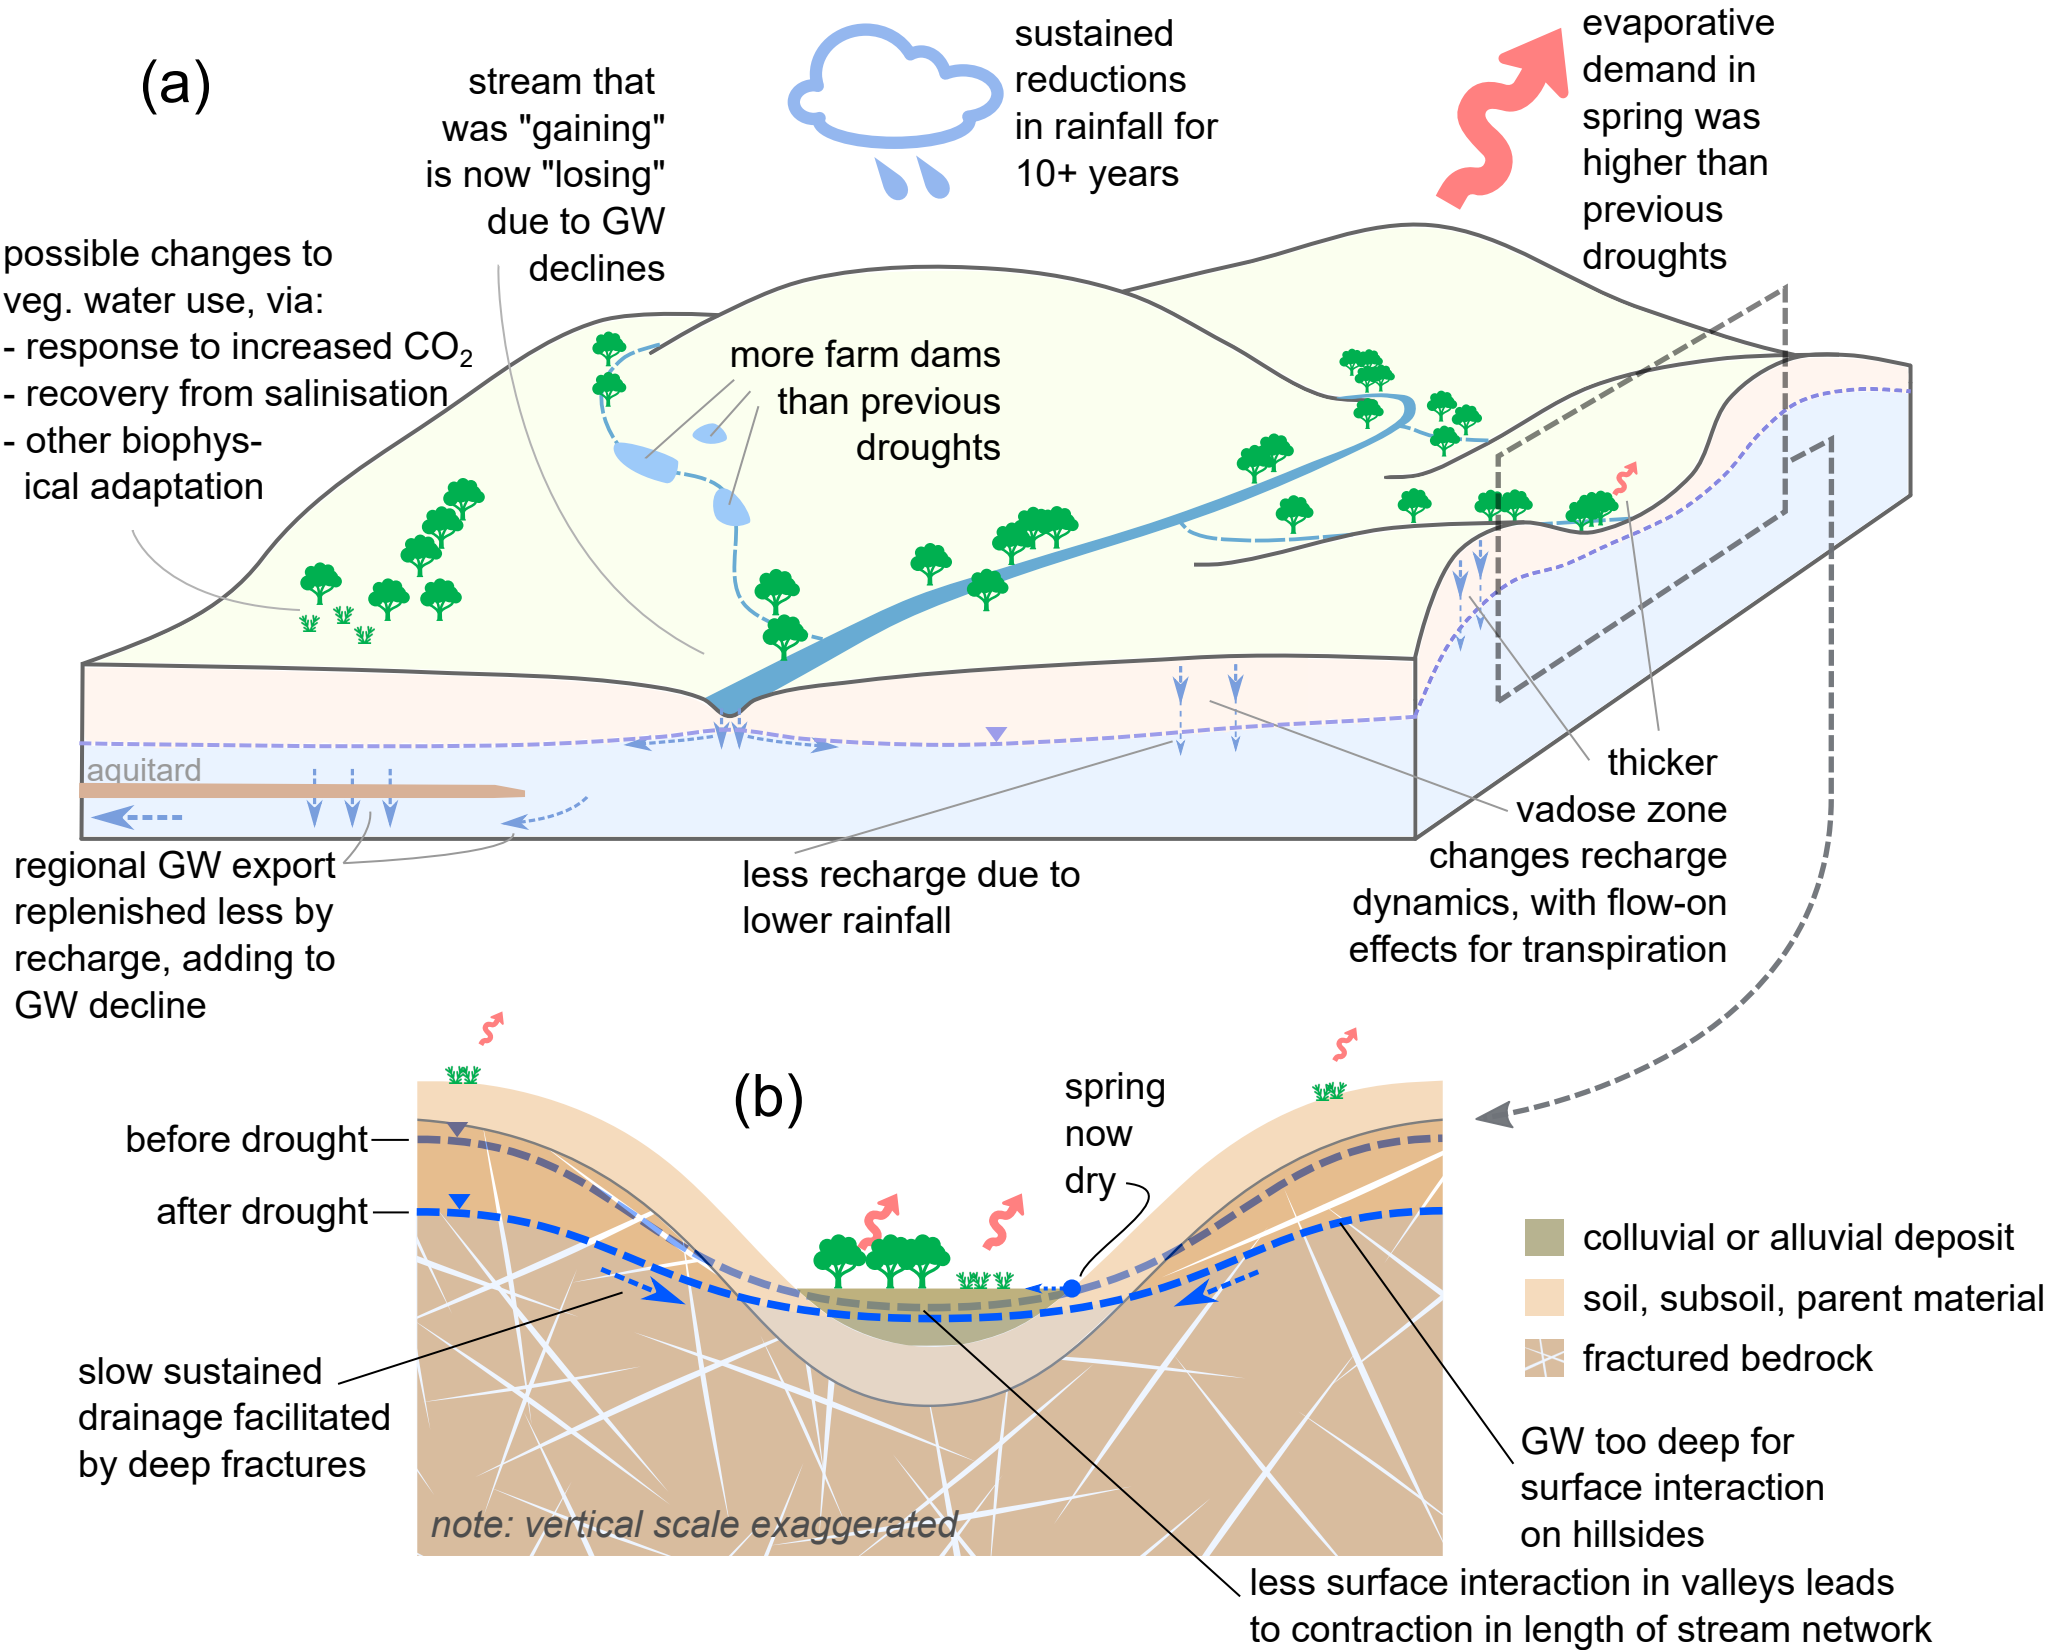 (a)
stream that
was "gaining"
is now "losing"
due to GW
declines
sustained
reductions
in rainfall for
10+ years
evaporative
demand in
spring was
higher than
previous
droughts
possible changes to
veg. water use, via:
- response to increased CO2
- recovery from salinisation
- other biophys-
ical adaptation
more farm dams
than previous
droughts
aquitard
regional GW export
replenished less by
recharge, adding to
GW decline
less recharge due to
lower rainfall
thicker
vadose zone
changes recharge
dynamics, with flow-on
effects for transpiration
(b)
before drought
after drought
spring
now
dry
slow sustained
drainage facilitated
by deep fractures
note: vertical scale exaggerated
colluvial or alluvial deposit
soil, subsoil, parent material
fractured bedrock
GW too deep for
surface interaction
on hillsides
less surface interaction in valleys leads
to contraction in length of stream network